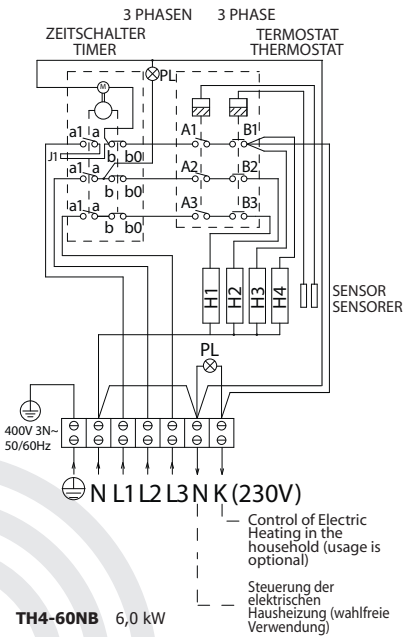 3 PHASEN 3 PHASE
ZEITSCHALTER
TIMER
TERMOSTAT
THERMOSTAT
PL
M
a1 a
A1 B1
J1
b b0
a1 a
A2 B2
b b0
a1 a
A3 B3
b b0
H1
H2
H3
H4
SENSOR
SENSORER
PL
400V 3N~
50/60Hz
N L1 L2 L3 N K (230V)
Control of Electric
Heating in the
household (usage is
optional)
Steuerung der
elektrischen
Hausheizung (wahlfreie
Verwendung)
TH4-60NB 6,0 kW